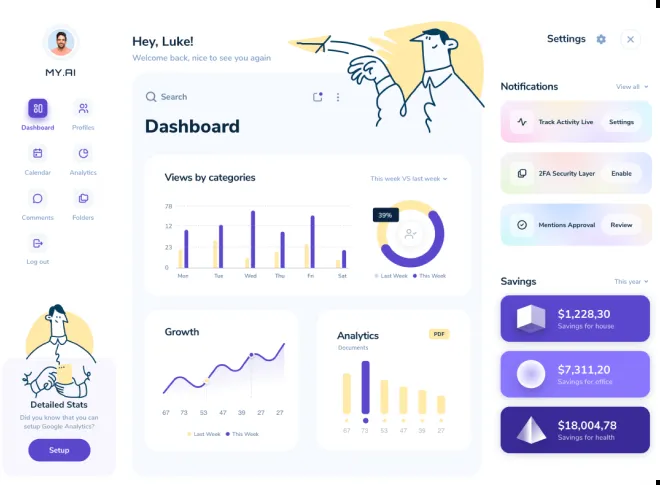 MY.AI
Dashboard
Profiles
Calendar
Analytics
Comments
Folders
Log out
Detailed Stats
Did you know that you can
setup Google Analytics?
Setup
Hey, Luke!
Welcome back, nice to see you again
Search
Dashboard
Views by categories
This week VS last week
78
12
23
0
Mon
Tue
Wed
Thu
Fri
Sat
39%
Last Week
This Week
Growth
67
73
53
47
39
27
27
Last Week
This Week
Analytics
PDF
Documents
67
73
53
47
39
27
Settings
Notifications
View all
Track Activity Live
Settings
2FA Security Layer
Enable
Mentions Approval
Review
Savings
This year
$1,228,30
Savings for house
$7,311,20
Savings for office
$18,004,78
Savings for health